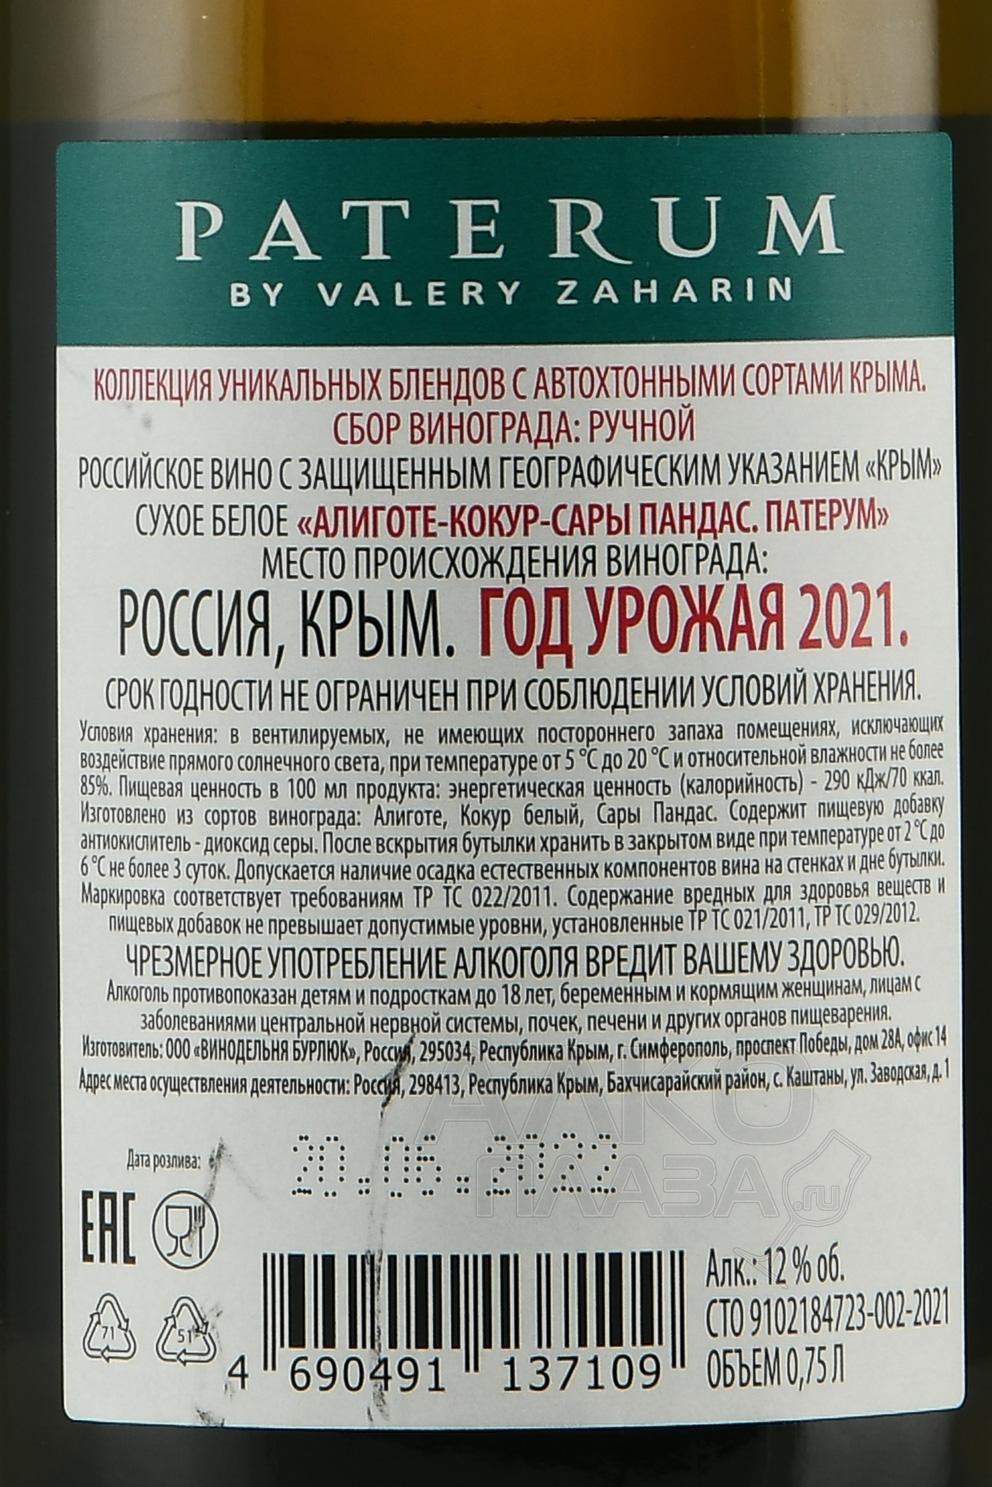 PATERUM
BY VALERY ZAHARIN
КОЛЛЕКЦИЯ УНИКАЛЬНЫХ БЛЕНДОВ С АВТОХТОННЫМИ СОРТАМИ КРЫМА.
СБОР ВИНОГРАДА: РУЧНОЙ
РОССИЙСКОЕ ВИНО С ЗАЩИЩЕННЫМ ГЕОГРАФИЧЕСКИМ УКАЗАНИЕМ «КРЫМ»
СУХОЕ БЕЛОЕ «АЛИГОТЕ-КОКУР-САРЫ ПАНДАС. ПАТЕРУМ»
МЕСТО ПРОИСХОЖДЕНИЯ ВИНОГРАДА:
РОССИЯ, КРЫМ. ГОД УРОЖАЯ 2021.
СРОК ГОДНОСТИ НЕ ОГРАНИЧЕН ПРИ СОБЛЮДЕНИИ УСЛОВИЙ ХРАНЕНИЯ.
Условия хранения: в вентилируемых, не имеющих постороннего запаха помещениях, исключающих
воздействие прямого солнечного света, при температуре от 5 °С до 20 °С и относительной влажности не более
85%. Пищевая ценность в 100 мл продукта: энергетическая ценность (калорийность) - 290 кДж/70 ккал.
Изготовлено из сортов винограда: Алиготе, Кокур белый, Сары Пандас. Содержит пищевую добавку
антиокислитель - диоксид серы. После вскрытия бутылки хранить в закрытом виде при температуре от 2 °С до
6 °С не более 3 суток. Допускается наличие осадка естественных компонентов вина на стенках и дне бутылки.
Маркировка соответствует требованиям ТР ТС 022/2011. Содержание вредных для здоровья веществ и
пищевых добавок не превышает допустимые уровни, установленные ТР ТС 021/2011, ТР ТС 029/2012.
ЧРЕЗМЕРНОЕ УПОТРЕБЛЕНИЕ АЛКОГОЛЯ ВРЕДИТ ВАШЕМУ ЗДОРОВЬЮ.
Алкоголь противопоказан детям и подросткам до 18 лет, беременным и кормящим женщинам, лицам с
заболеваниями центральной нервной системы, почек, печени и других органов пищеварения.
Изготовитель: ООО «ВИНОДЕЛЬНЯ БУРЛЮК», Россия, 295034, Республика Крым, г. Симферополь, проспект Победы, дом 28А, офис 14
Адрес места осуществления деятельности: Россия, 298413, Республика Крым, Бахчисарайский район, с. Каштаны, ул. Заводская, д. 1
АЛКО
ПЛАЗА.ru
Дата розлива: 20.06.2022
ЕАС
71 51
4 690491 137109
Алк.: 12 % об.
СТО 9102184723-002-2021
ОБЪЕМ 0,75 Л